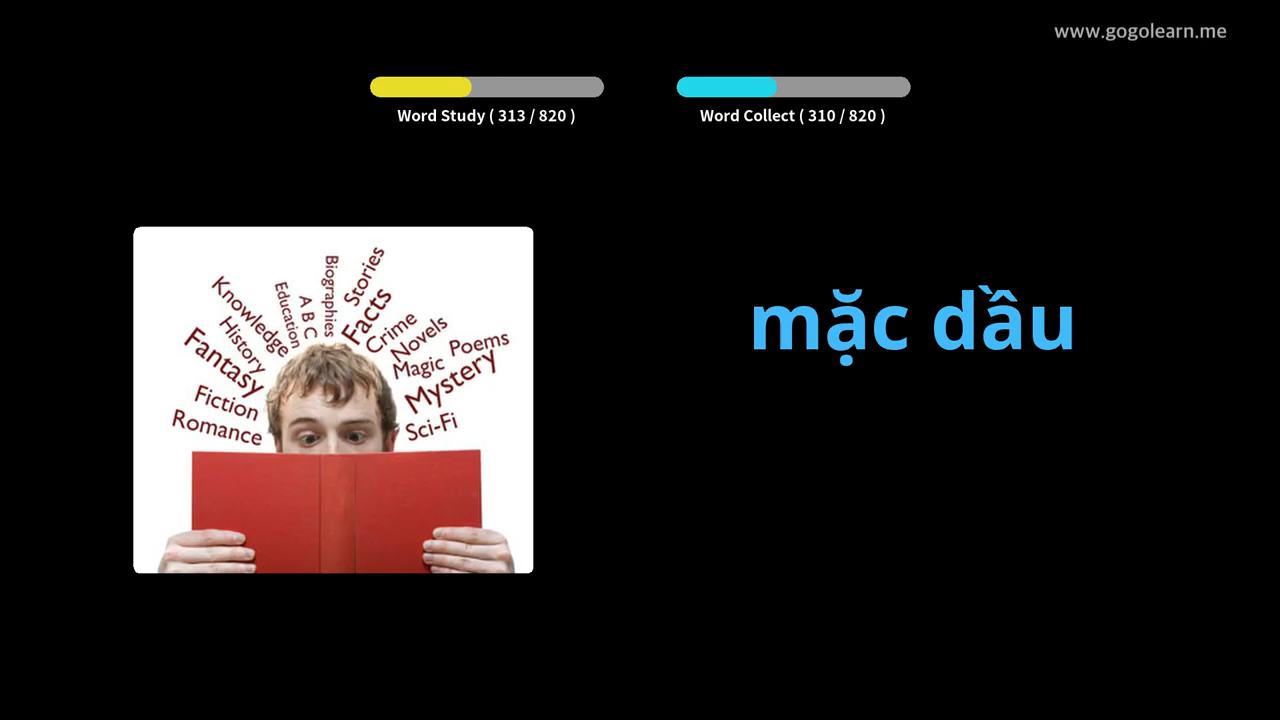 www.gogolearn.me
Word Study ( 313 / 820 )
Word Collect ( 310 / 820 )
mặc dầu
Biographies
Stories
Education
A B C
Facts
Knowledge
Crime
History
Novels
Poems
Fantasy
Magic
Mystery
Fiction
Romance
Sci-Fi